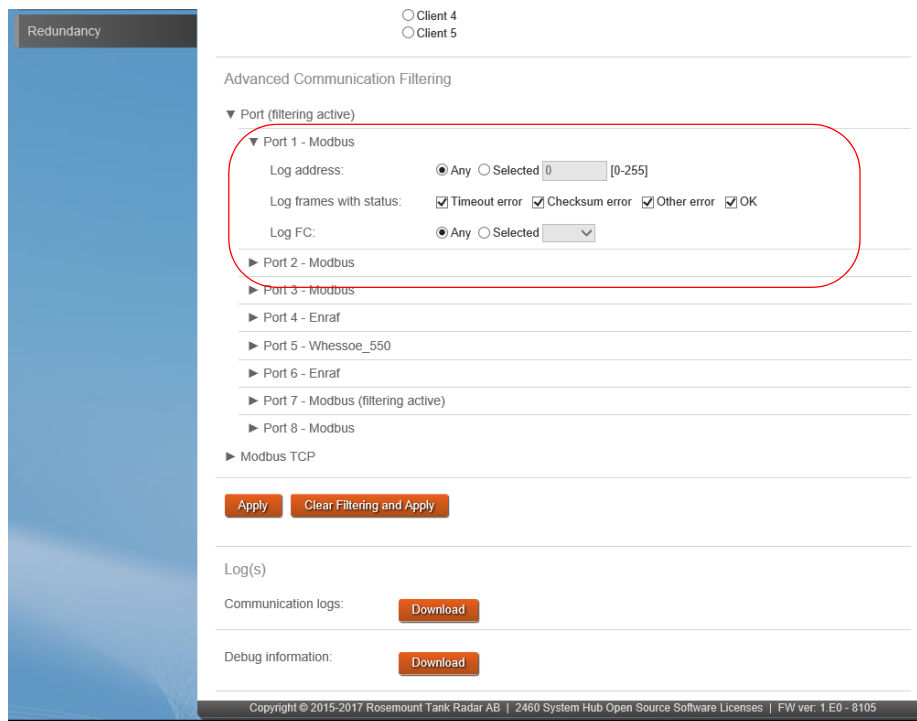 Redundancy
Client 4
Client 5
Advanced Communication Filtering
▼ Port (filtering active)
▼ Port 1 - Modbus
Log address: Any Selected 0 [0-255]
Log frames with status: Timeout error Checksum error Other error OK
Log FC: Any Selected
► Port 2 - Modbus
► Port 3 - Modbus
► Port 4 - Enraf
► Port 5 - Whessoe_550
► Port 6 - Enraf
► Port 7 - Modbus (filtering active)
► Port 8 - Modbus
► Modbus TCP
Apply Clear Filtering and Apply
Log(s)
Communication logs: Download
Debug information: Download
Copyright © 2015-2017 Rosemount Tank Radar AB | 2460 System Hub Open Source Software Licenses | FW ver: 1.E0 - 8105